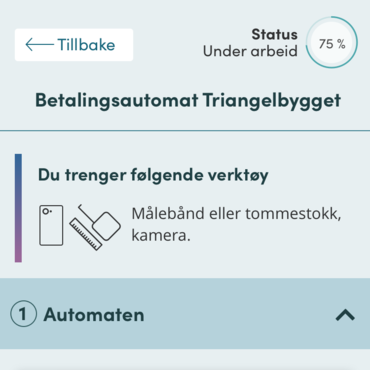 Tillbake
Status
Under arbeid
75 %
Betalingsautomat Triangelbygget
Du trenger følgende verktøy
Målebånd eller tommestokk,
kamera.
1 Automaten